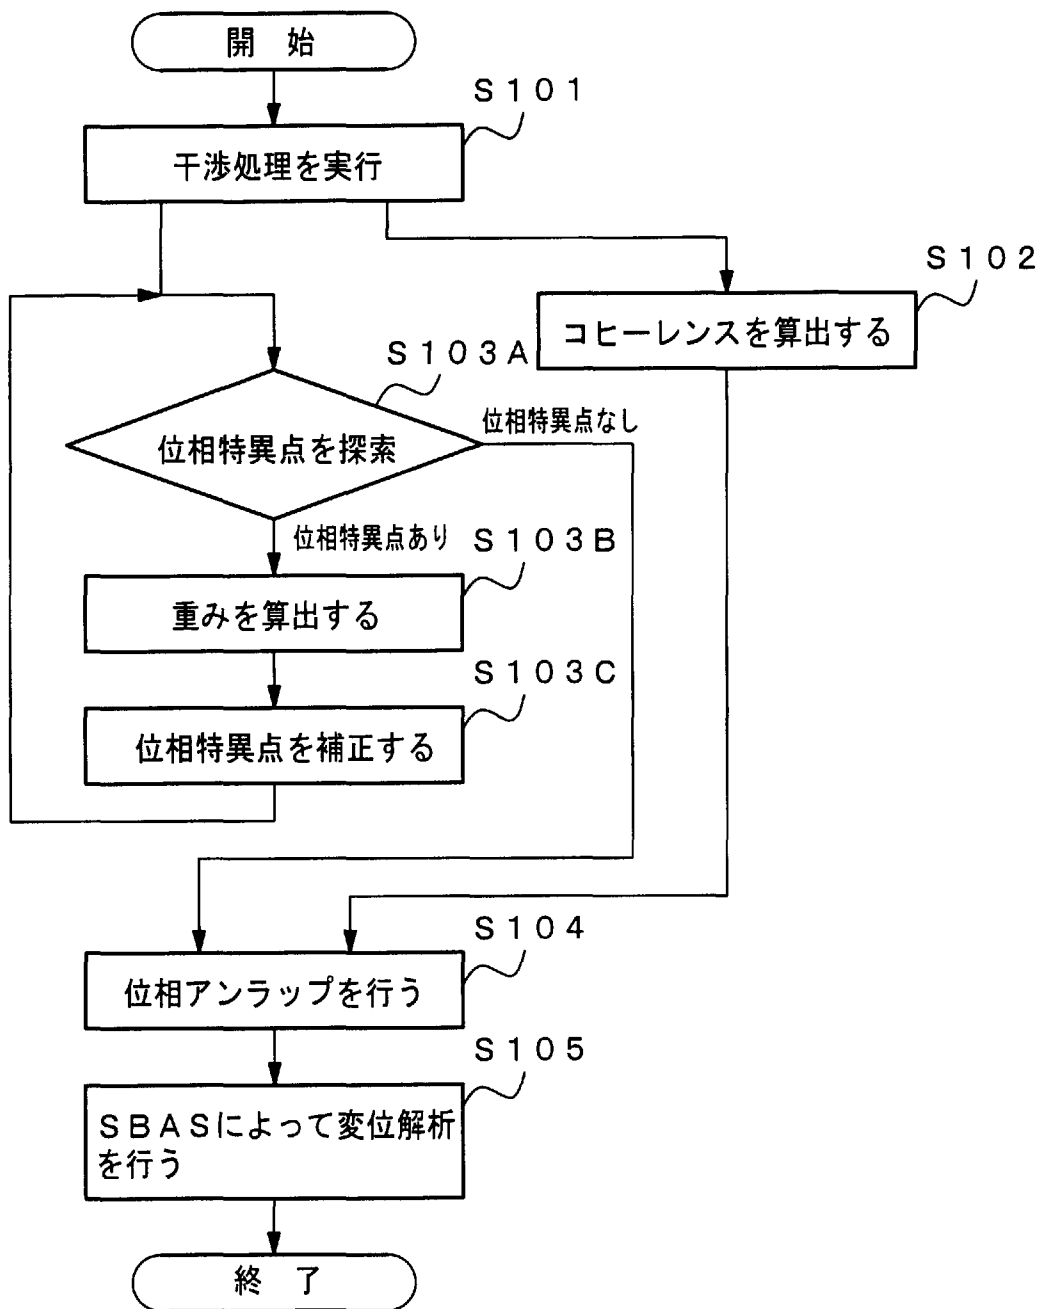 開 始
S101
干渉処理を実行
S102
コヒーレンスを算出する
S103A
位相特異点を探索
位相特異点なし
位相特異点あり
S103B
重みを算出する
S103C
位相特異点を補正する
S104
位相アンラップを行う
S105
SBASによって変位解析
を行う
終 了